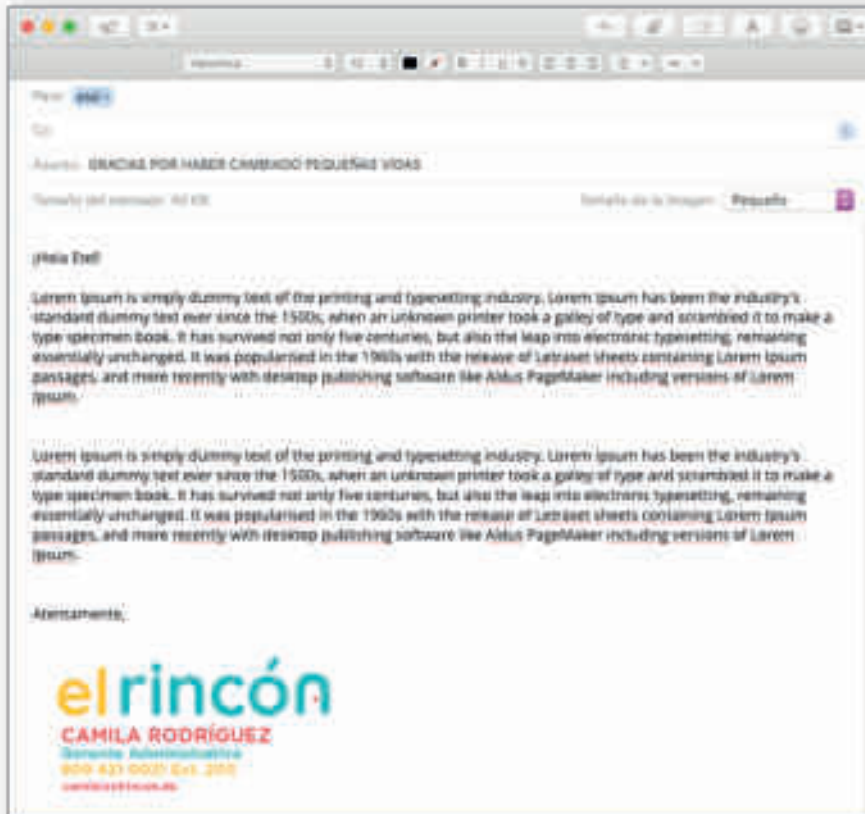 Helvetica
Para:
Cc:
Asunto: GRACIAS POR HABER CAMBIADO PEQUEÑAS VIDAS
Tamaño del mensaje: KB Tamaño de la imagen: Pequeño
¡Hola Etel!
Lorem Ipsum is simply dummy text of the printing and typesetting industry. Lorem Ipsum has been the industry's
standard dummy text ever since the 1500s, when an unknown printer took a galley of type and scrambled it to make a
type specimen book. It has survived not only five centuries, but also the leap into electronic typesetting, remaining
essentially unchanged. It was popularised in the 1960s with the release of Letraset sheets containing Lorem Ipsum
passages, and more recently with desktop publishing software like Aldus PageMaker including versions of Lorem
Ipsum.
Lorem Ipsum is simply dummy text of the printing and typesetting industry. Lorem Ipsum has been the industry's
standard dummy text ever since the 1500s, when an unknown printer took a galley of type and scrambled it to make a
type specimen book. It has survived not only five centuries, but also the leap into electronic typesetting, remaining
essentially unchanged. It was popularised in the 1960s with the release of Letraset sheets containing Lorem Ipsum
passages, and more recently with desktop publishing software like Aldus PageMaker including versions of Lorem
Ipsum.
Atentamente,
el rincón
CAMILA RODRÍGUEZ
Gerente Administrativa
809 421 0021 Ext. 200